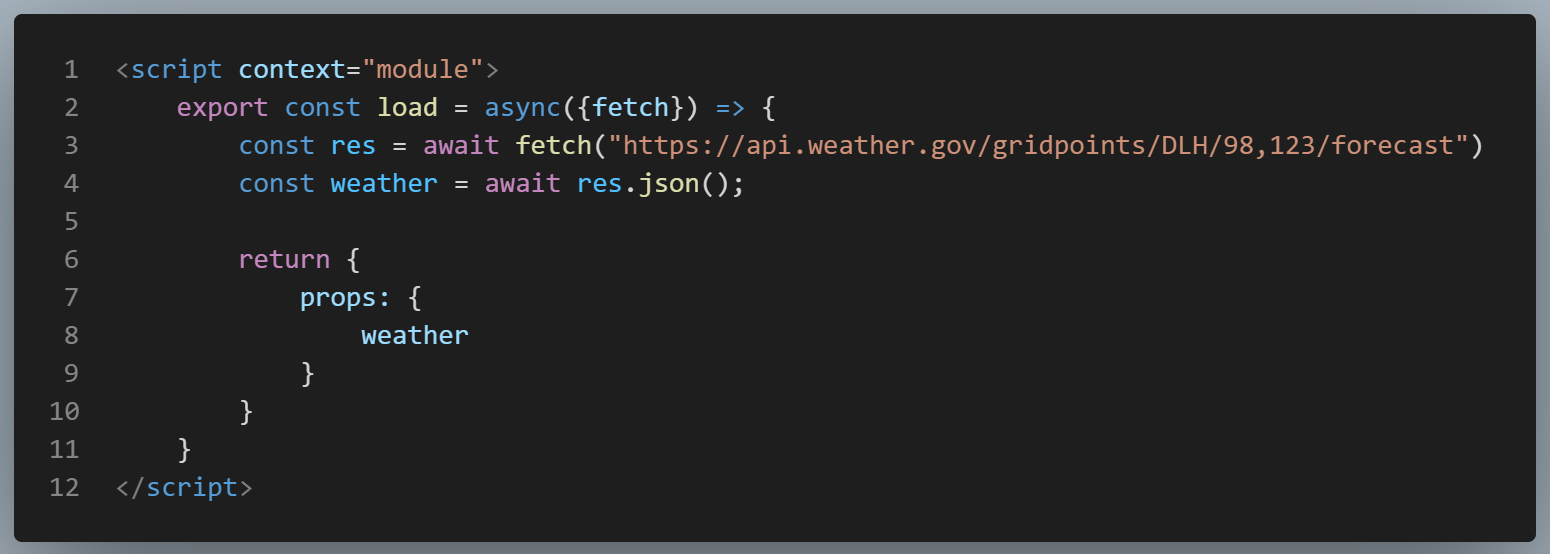 1 <script context="module">
2     export const load = async({fetch}) => {
3         const res = await fetch("https://api.weather.gov/gridpoints/DLH/98,123/forecast")
4         const weather = await res.json();
5
6         return {
7             props: {
8                 weather
9             }
10         }
11     }
12 </script>